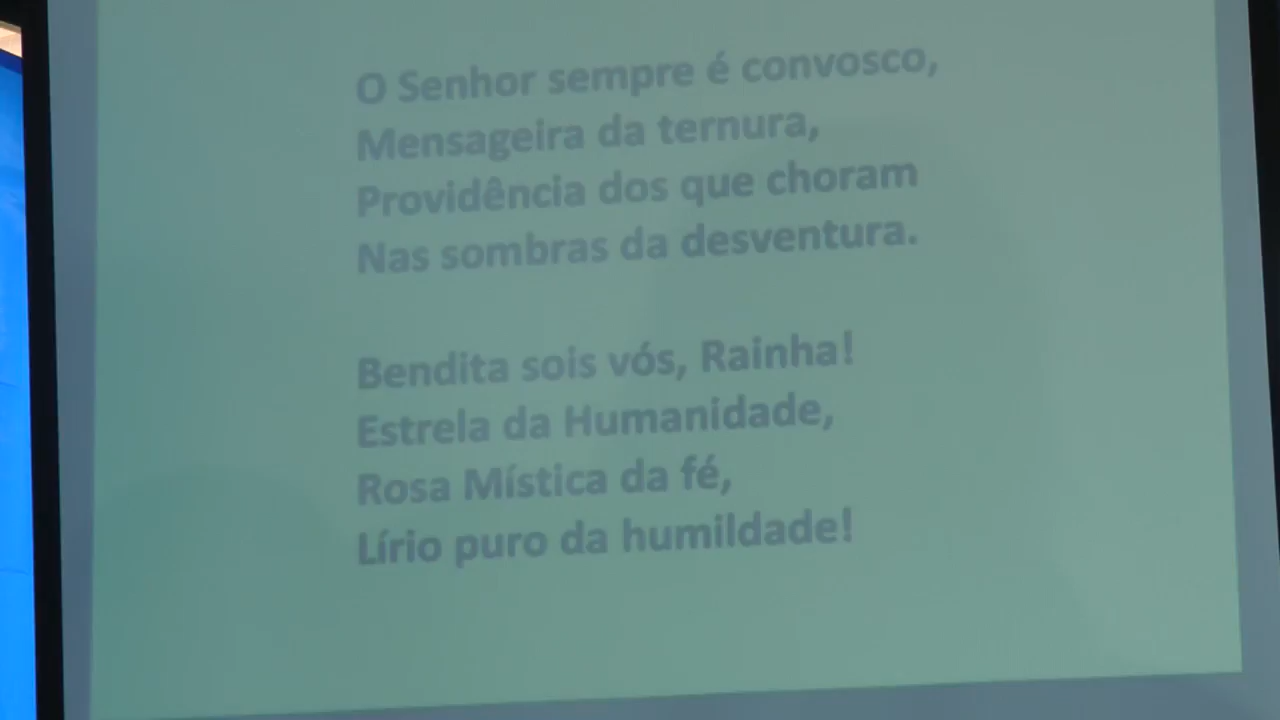 O Senhor sempre é convosco,
Mensageira da ternura,
Providência dos que choram
Nas sombras da desventura.
Bendita sois vós, Rainha!
Estrela da Humanidade,
Rosa Mística da fé,
Lírio puro da humildade!